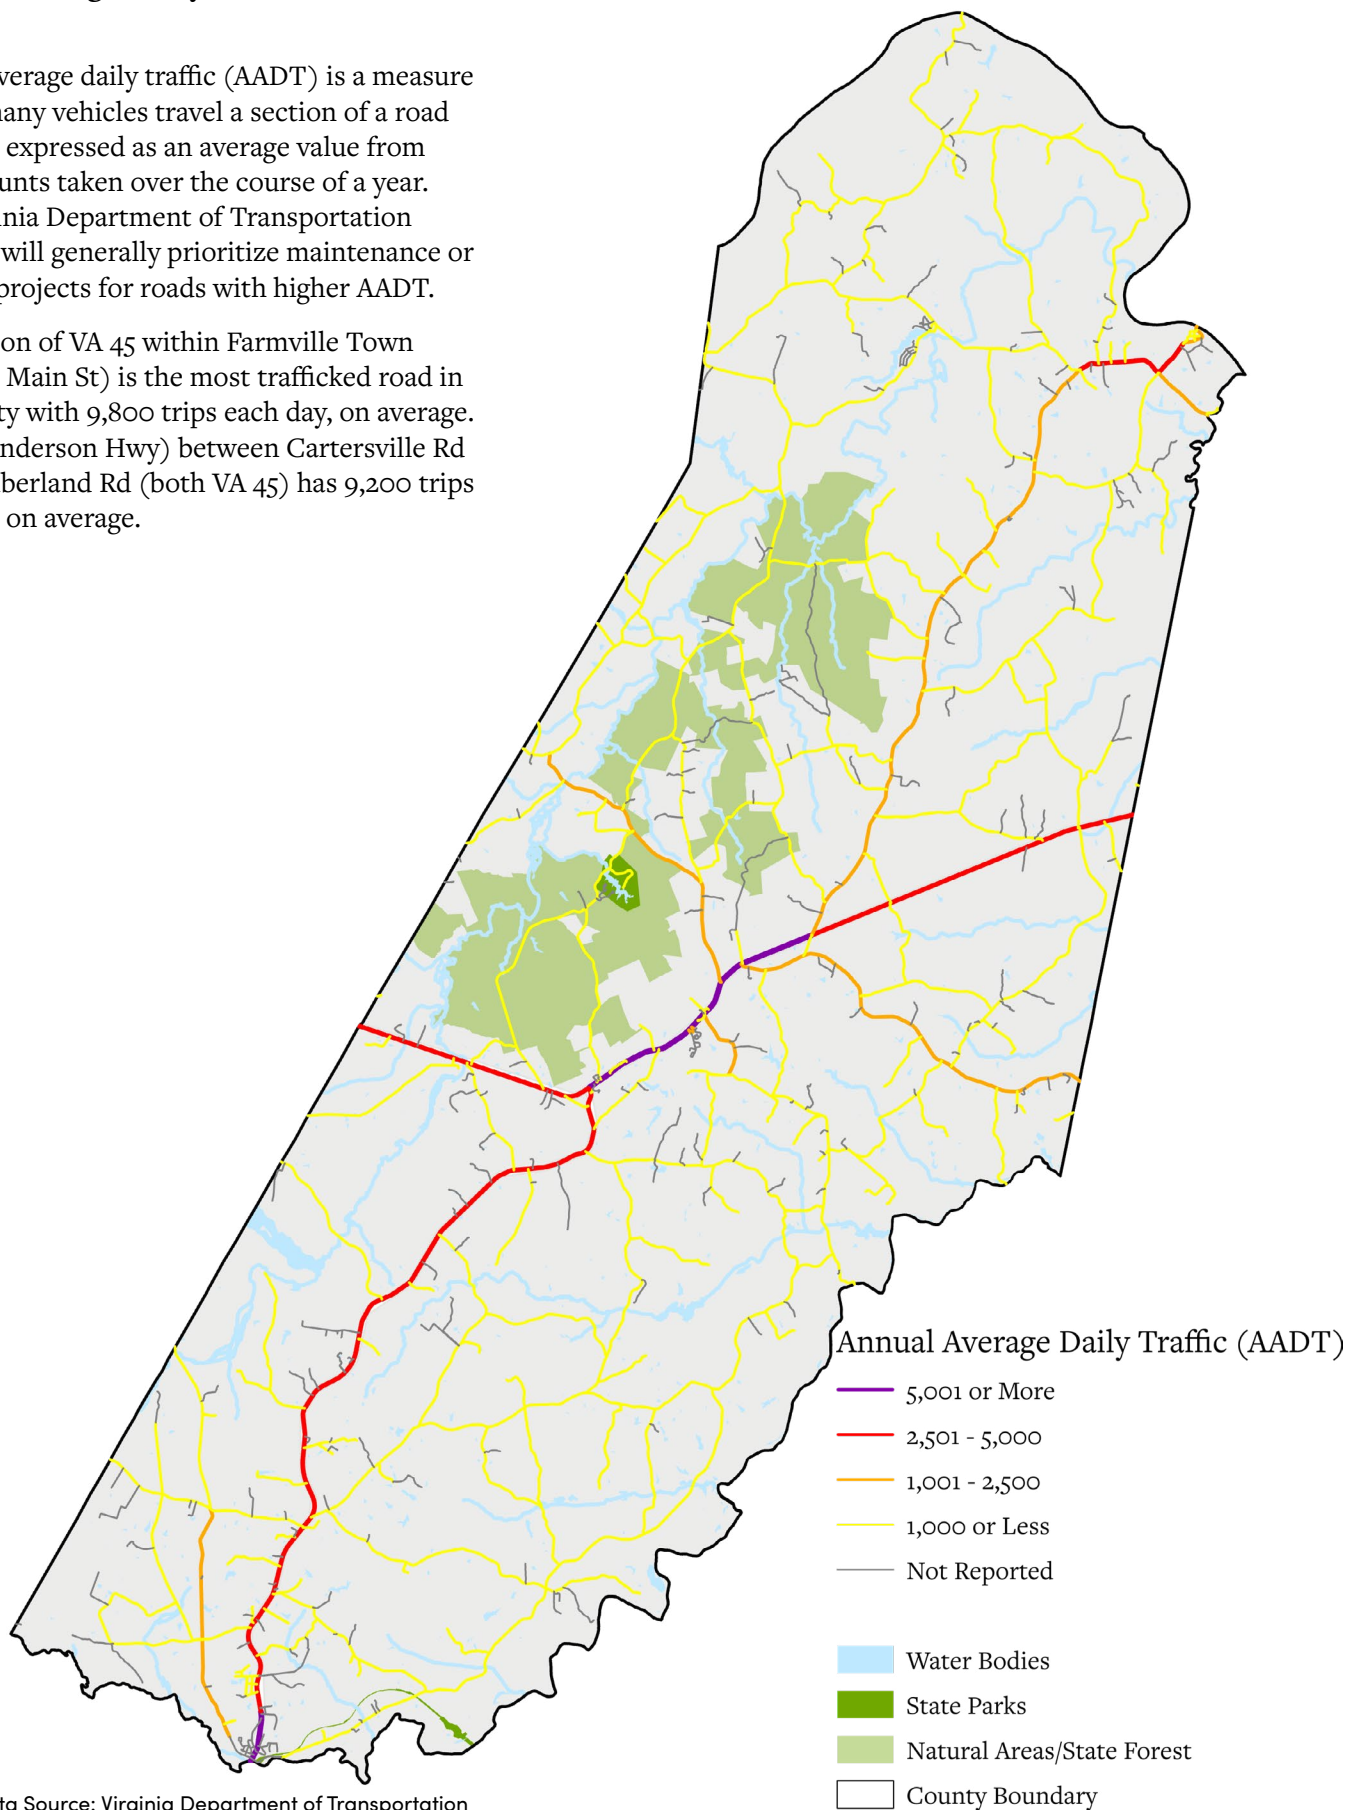 verage daily traffic (AADT) is a measure
many vehicles travel a section of a road
expressed as an average value from
unts taken over the course of a year.
nia Department of Transportation
will generally prioritize maintenance or
projects for roads with higher AADT.
on of VA 45 within Farmville Town
Main St) is the most trafficked road in
ty with 9,800 trips each day, on average.
nderson Hwy) between Cartersville Rd
berland Rd (both VA 45) has 9,200 trips
on average.
Annual Average Daily Traffic (AADT)
5,001 or More
2,501 - 5,000
1,001 - 2,500
1,000 or Less
Not Reported
Water Bodies
State Parks
Natural Areas/State Forest
County Boundary
ta Source: Virginia Department of Transportation